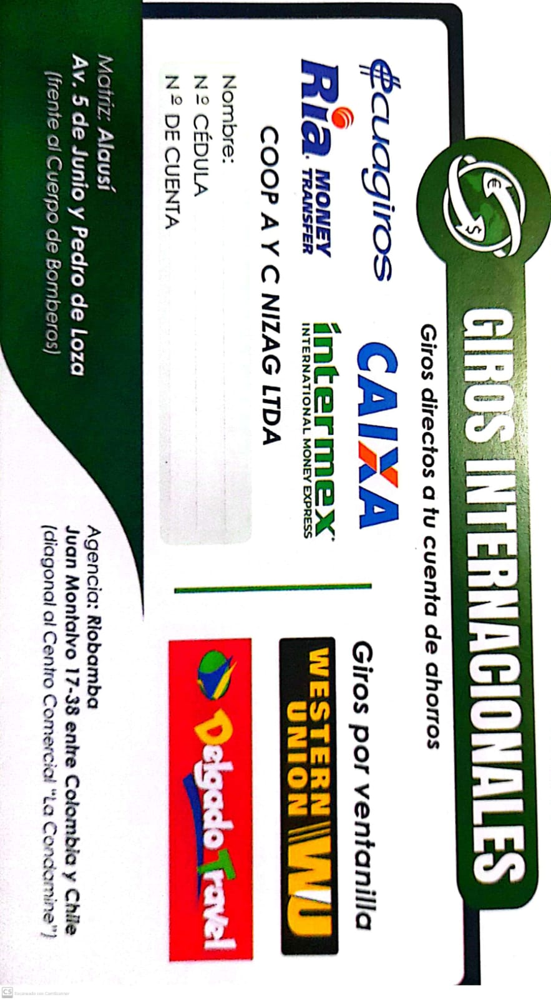 GIROS INTERNACIONALES
Giros directos a tu cuenta de ahorros
ecuagiros
CAIXA
Ria MONEY TRANSFER
intermex
INTERNATIONAL MONEY EXPRESS
COOP A Y C NIZAG LTDA
Nombre:
Nº CÉDULA
Nº DE CUENTA
Giros por ventanilla
WESTERN
UNION
WU
Delgado Travel
Matriz: Alausí
Av. 5 de Junio y Pedro de Loza
(frente al Cuerpo de Bomberos)
Agencia: Riobamba
Juan Montalvo 17-38 entre Colombia y Chile
(diagonal al Centro Comercial "La Condamine")
CS Escaneado con CamScanner